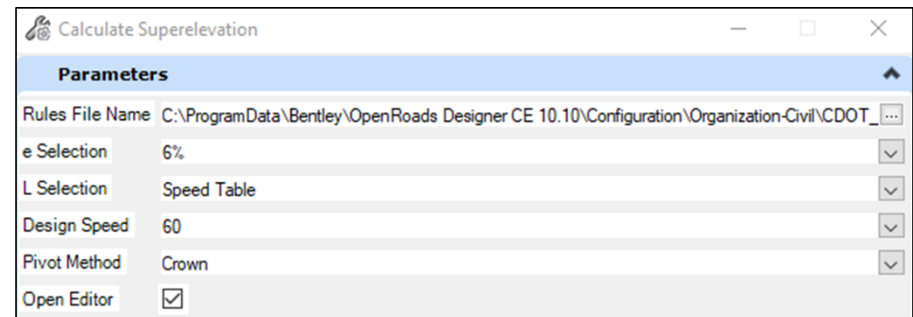 Calculate Superelevation
Parameters
Rules File Name C:\ProgramData\Bentley\OpenRoads Designer CE 10.10\Configuration\Organization-Civil\CDOT_ ...
e Selection 6%
L Selection Speed Table
Design Speed 60
Pivot Method Crown
Open Editor